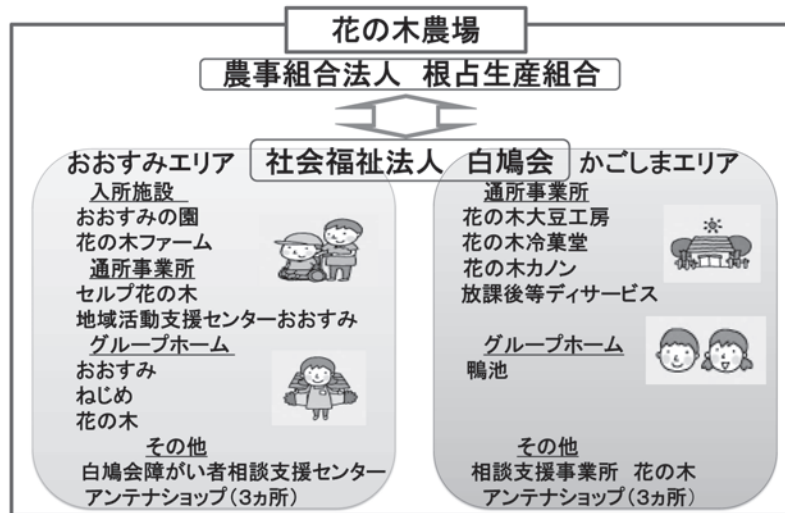 花の木農場
農事組合法人 根占生産組合
社会福祉法人 白鳩会
おおすみエリア
入所施設
おおすみの園
花の木ファーム
通所事業所
セルプ花の木
地域活動支援センターおおすみ
グループホーム
おおすみ
ねじめ
花の木
その他
白鳩会障がい者相談支援センター
アンテナショップ(3ヵ所)
かごしまエリア
通所事業所
花の木大豆工房
花の木冷菓堂
花の木カノン
放課後等ディサービス
グループホーム
鴨池
その他
相談支援事業所 花の木
アンテナショップ(3ヵ所)